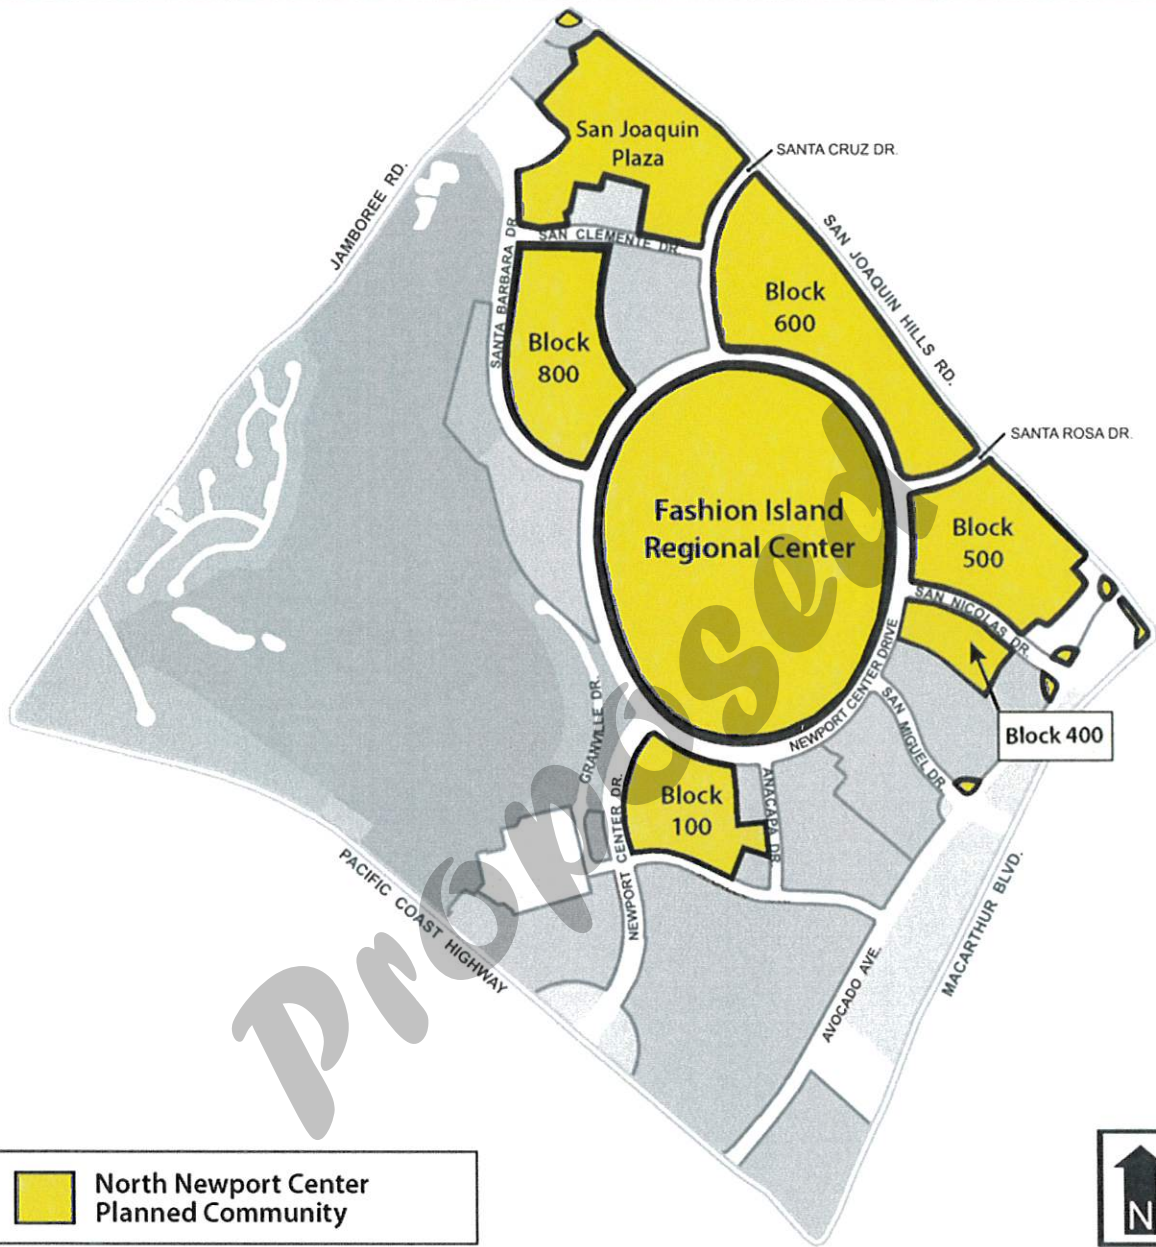 San Joaquin
Plaza
SANTA CRUZ DR.
JAMBOREE RD.
SAN JOAQUIN HILLS RD.
SAN CLEMENTE DR.
SANTA BARBARA DR.
Block
600
Block
800
SANTA ROSA DR.
Fashion Island
Regional Center
Block
500
SAN NICOLAS DR.
NEWPORT CENTER DRIVE
SAN MIGUEL DR.
Block 400
GRANVILLE DR.
Block
100
ANACAPA DR.
NEWPORT CENTER DR.
PACIFIC COAST HIGHWAY
MACARTHUR BLVD.
AVOCADO AVE.
Proposed
North Newport Center
Planned Community
N